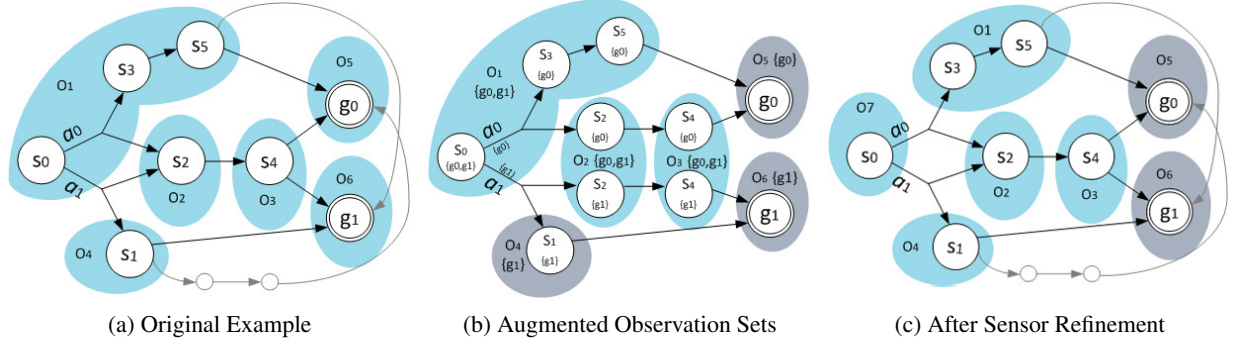 O1
S3
S5
O5
g0
a0
S0
S2
S4
O2
O3
a1
O6
g1
O4
S1
(a) Original Example
S5
{g0}
S3
{g0}
O1
{g0,g1}
O5 {g0}
g0
a0
{g0}
S0
{g0,g1}
{g1}
a1
S2
{g0}
S4
{g0}
O2 {g0,g1}
O3 {g0,g1}
S2
{g1}
S4
{g1}
O6 {g1}
g1
O4
{g1}
S1
{g1}
(b) Augmented Observation Sets
O1
S5
S3
O5
g0
O7
a0
S0
S2
S4
O2
O3
a1
O6
g1
O4
S1
(c) After Sensor Refinement